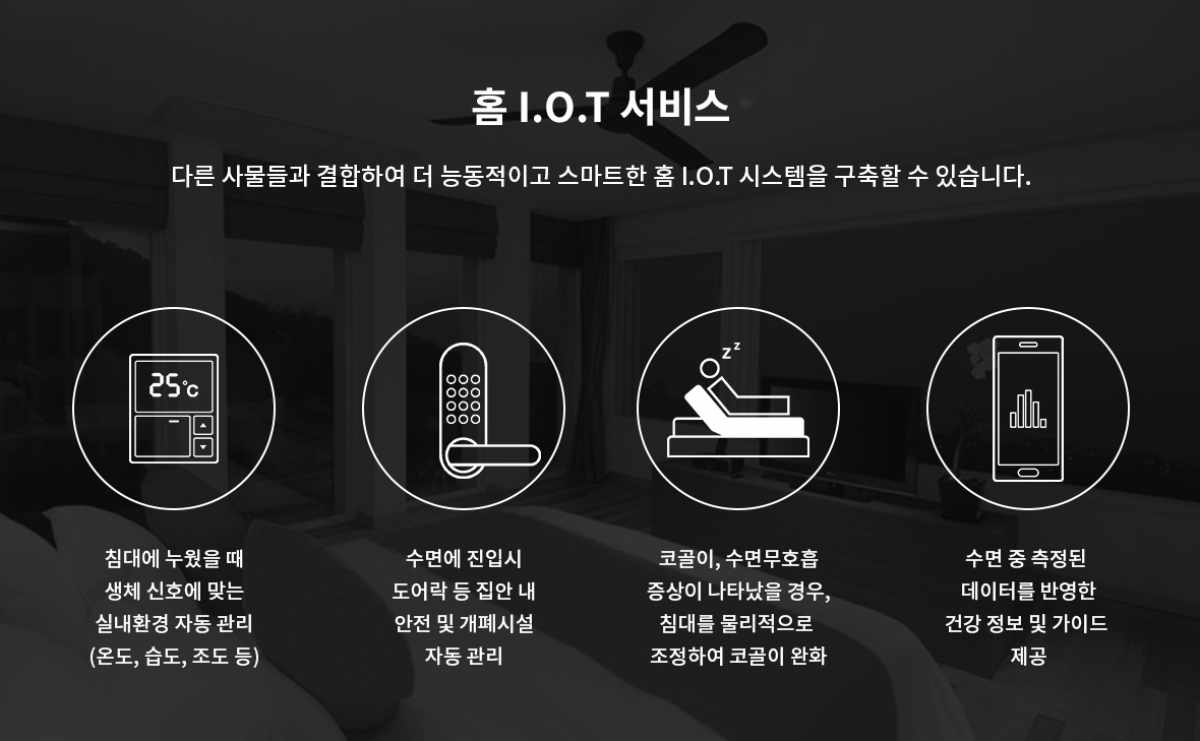 홈 I.O.T 서비스
다른 사물들과 결합하여 더 능동적이고 스마트한 홈 I.O.T 시스템을 구축할 수 있습니다.
25°C
z z
침대에 누웠을 때
생체 신호에 맞는
실내환경 자동 관리
(온도, 습도, 조도 등)
수면에 진입시
도어락 등 집안 내
안전 및 개폐시설
자동 관리
코골이, 수면무호흡
증상이 나타났을 경우,
침대를 물리적으로
조정하여 코골이 완화
수면 중 측정된
데이터를 반영한
건강 정보 및 가이드
제공